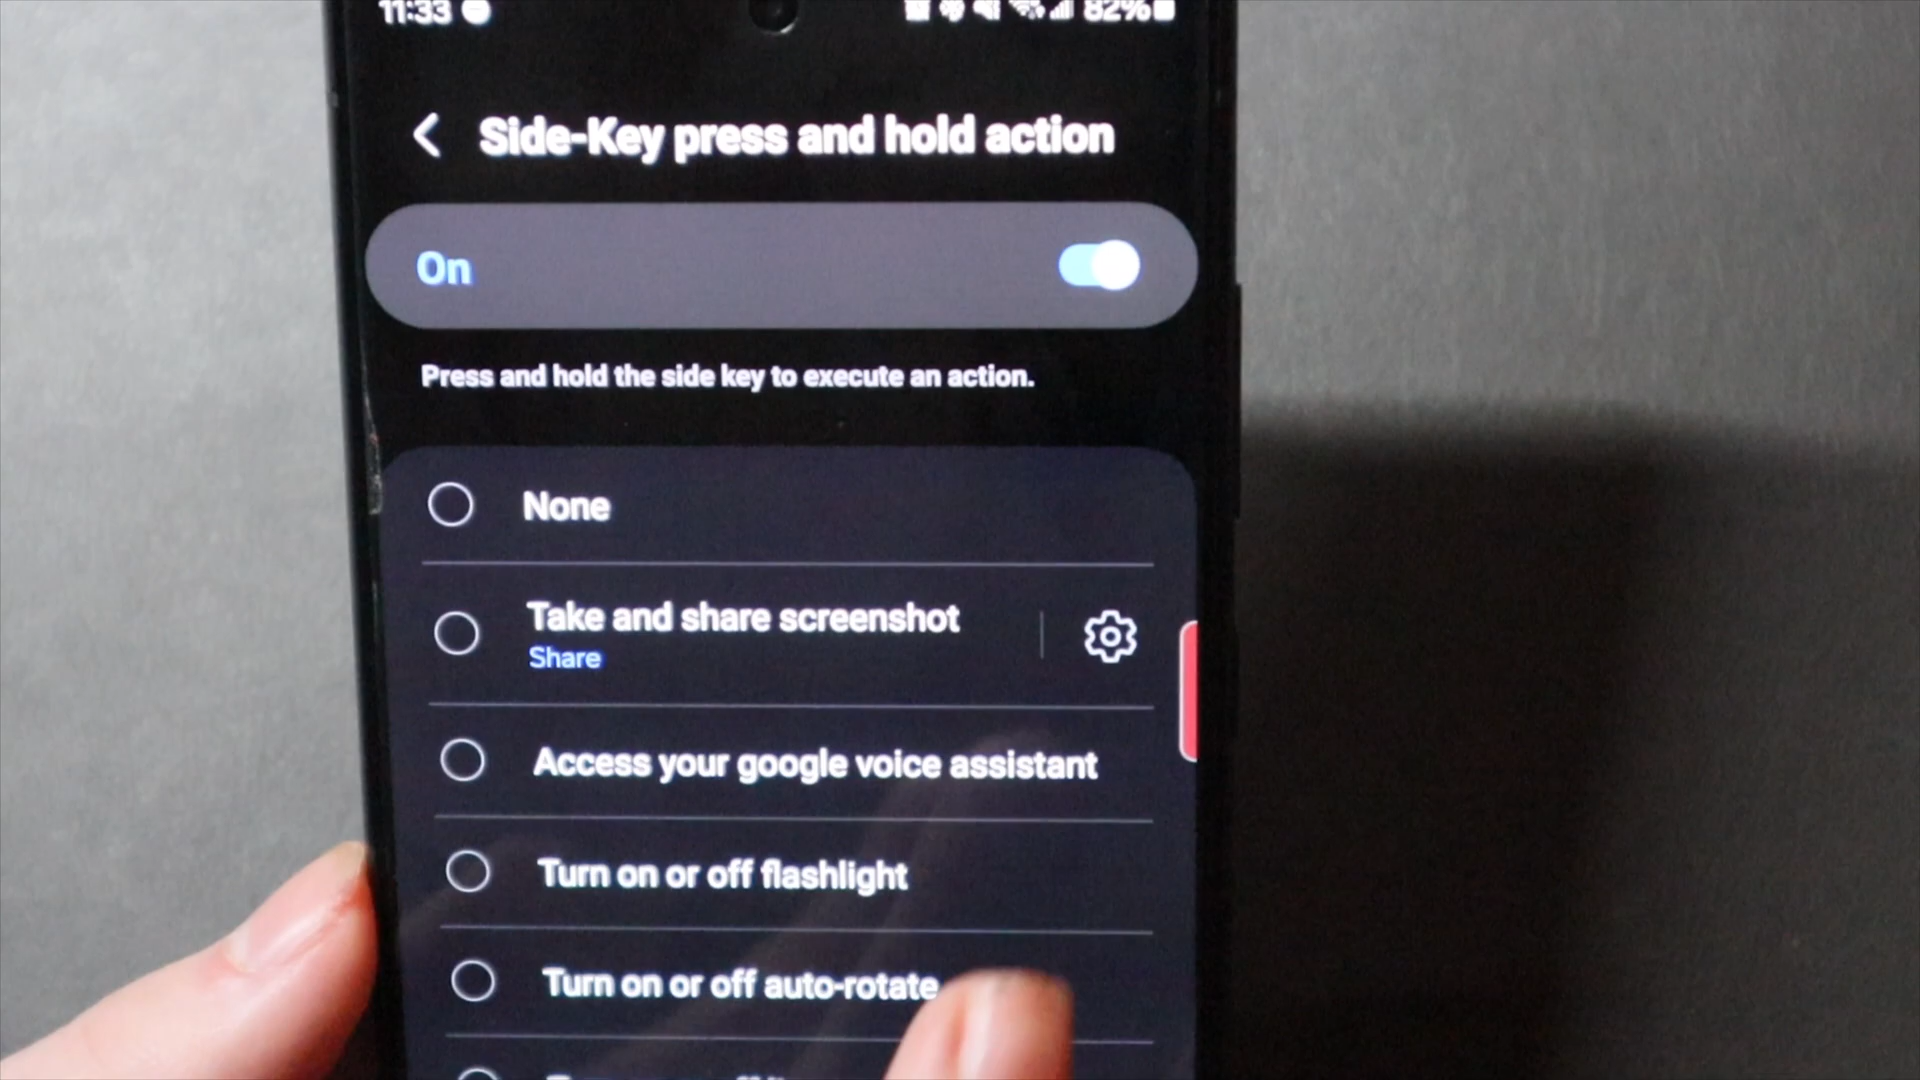 11:33
82%
Side-Key press and hold action
On
Press and hold the side key to execute an action.
None
Take and share screenshot
Share
Access your google voice assistant
Turn on or off flashlight
Turn on or off auto-rotate